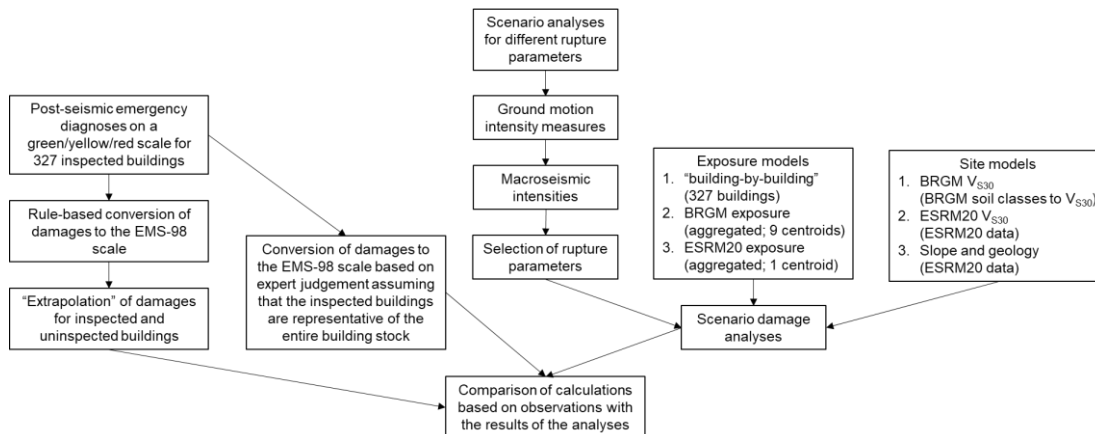 Scenario analyses
for different rupture
parameters
Post-seismic emergency
diagnoses on a
green/yellow/red scale for
327 inspected buildings
Ground motion
intensity measures
Macroseismic
intensities
Exposure models
1. "building-by-building"
(327 buildings)
2. BRGM exposure
(aggregated; 9 centroids)
3. ESRM20 exposure
(aggregated; 1 centroid)
Site models
1. BRGM VS30
(BRGM soil classes to VS30)
2. ESRM20 VS30
(ESRM20 data)
3. Slope and geology
(ESRM20 data)
Rule-based conversion of
damages to the EMS-98
scale
Conversion of damages to
the EMS-98 scale based on
expert judgement assuming
that the inspected buildings
are representative of the
entire building stock
Selection of rupture
parameters
"Extrapolation" of damages
for inspected and
uninspected buildings
Scenario damage
analyses
Comparison of calculations
based on observations with
the results of the analyses